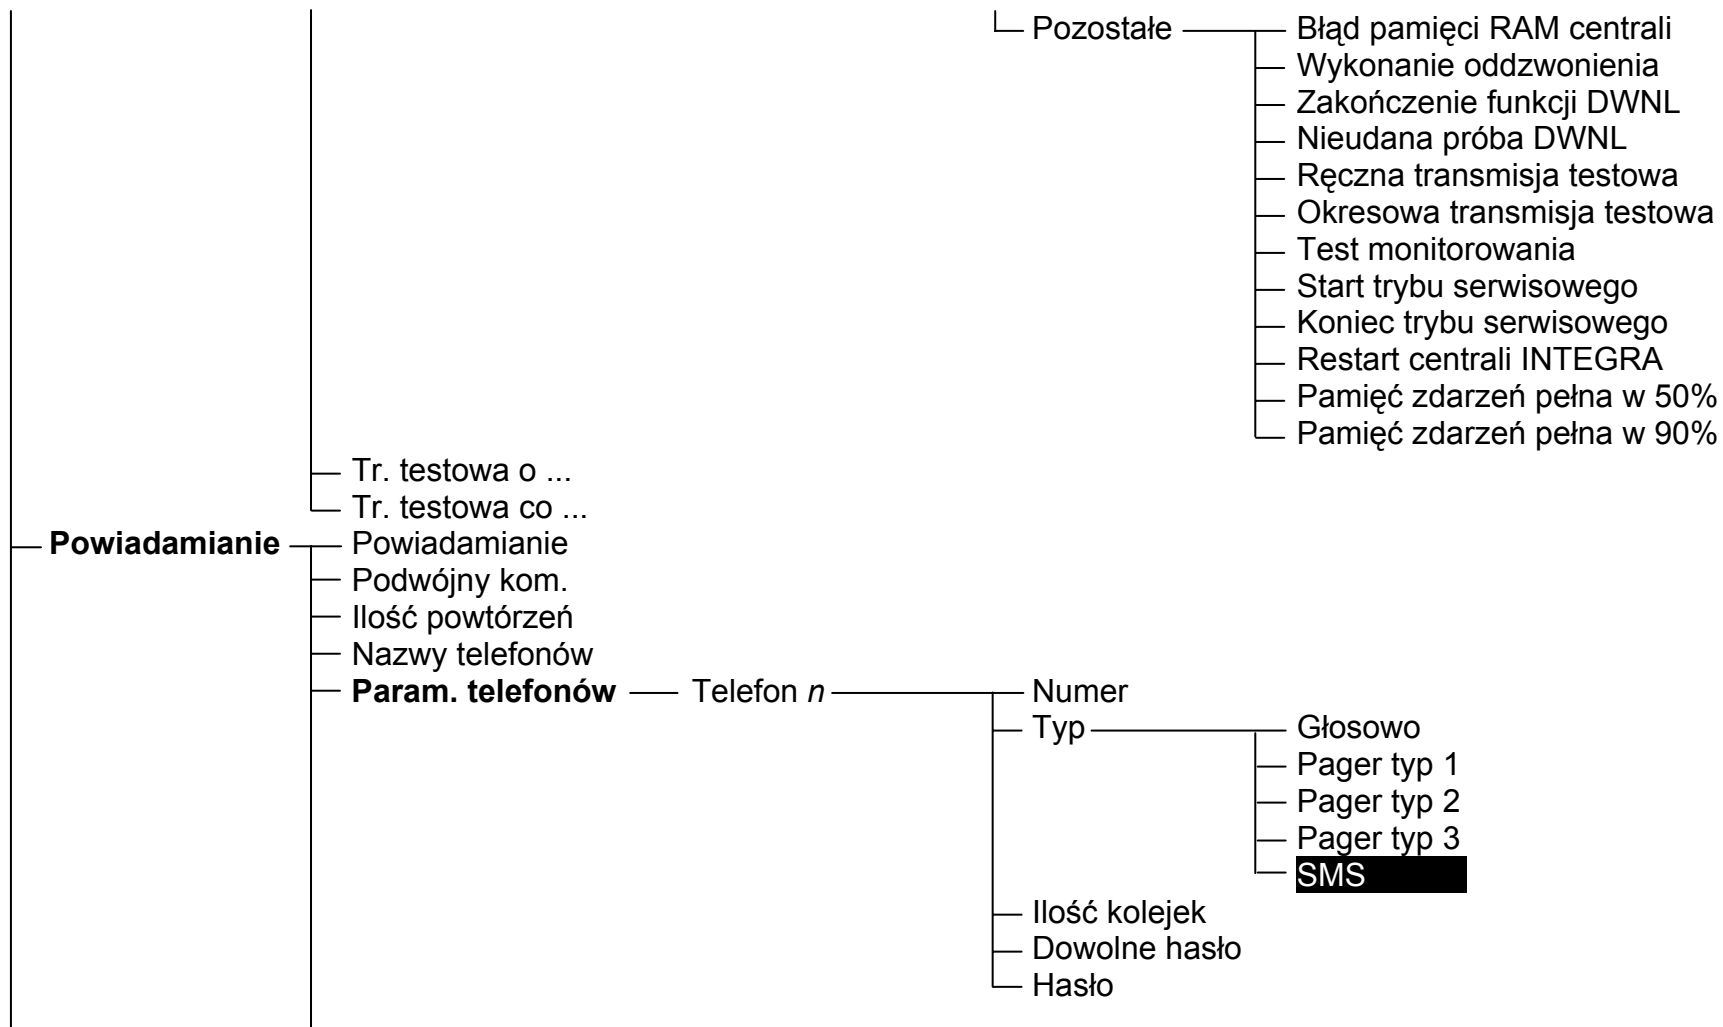 Pozostałe Błąd pamięci RAM centrali
Wykonanie oddzwonienia
Zakończenie funkcji DWNL
Nieudana próba DWNL
Ręczna transmisja testowa
Okresowa transmisja testowa
Test monitorowania
Start trybu serwisowego
Koniec trybu serwisowego
Restart centrali INTEGRA
Pamięć zdarzeń pełna w 50%
Pamięć zdarzeń pełna w 90%
Tr. testowa o ...
Tr. testowa co ...
Powiadamianie Powiadamianie
Podwójny kom.
Ilość powtórzeń
Nazwy telefonów
Param. telefonów Telefon n Numer
Typ Głosowo
Pager typ 1
Pager typ 2
Pager typ 3
SMS
Ilość kolejek
Dowolne hasło
Hasło